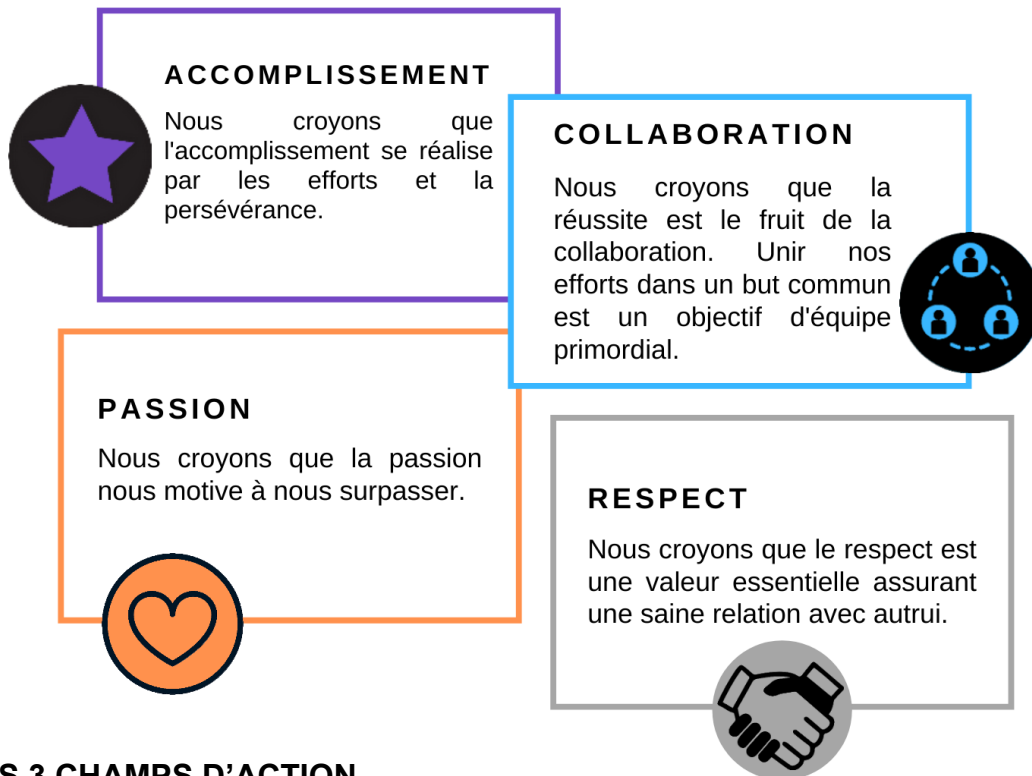 ACCOMPLISSEMENT
Nous croyons que
l'accomplissement se réalise
par les efforts et la
persévérance.
COLLABORATION
Nous croyons que la
réussite est le fruit de la
collaboration. Unir nos
efforts dans un but commun
est un objectif d'équipe
primordial.
PASSION
Nous croyons que la passion
nous motive à nous surpasser.
RESPECT
Nous croyons que le respect est
une valeur essentielle assurant
une saine relation avec autrui.
S 3 CHAMPS D’ACTION